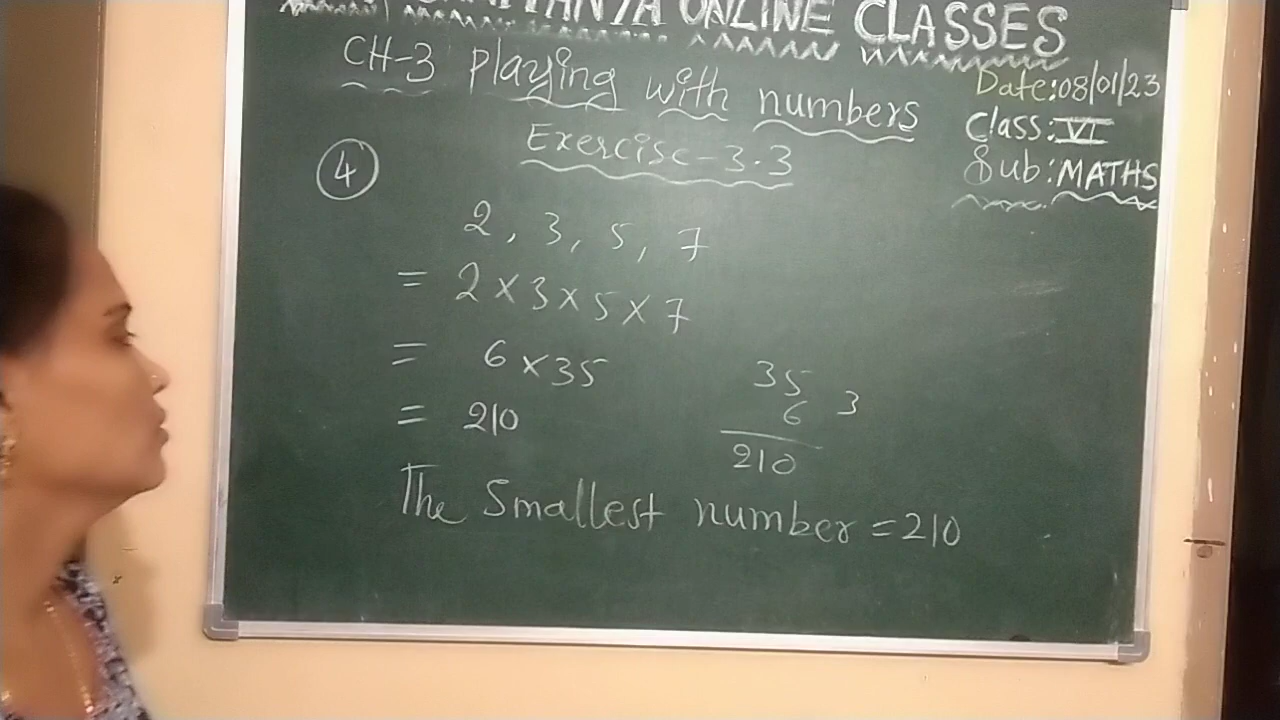 ONLINE CLASSES
CH-3 Playing with numbers
Date:08/01/23
Class:VI
Sub:MATHS
Exercise-3.3
4
2, 3, 5, 7
= 2×3×5×7
= 6×35
= 210
35
6 3
210
The Smallest number = 210